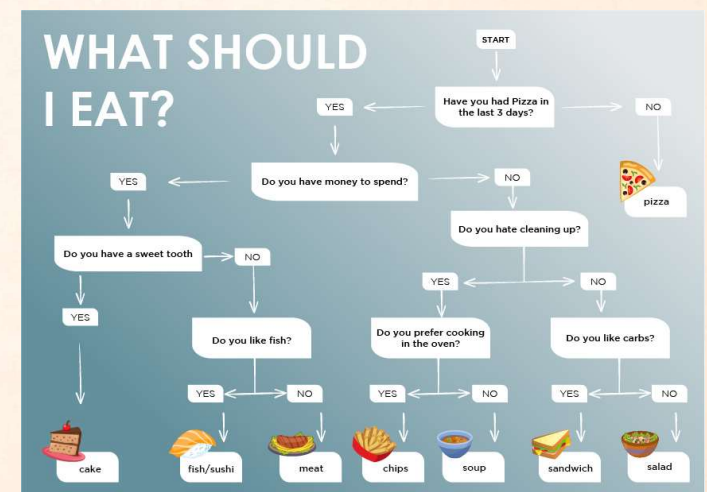 WHAT SHOULD
I EAT?
START
Have you had Pizza in
the last 3 days?
YES
NO
pizza
Do you have money to spend?
YES
NO
Do you have a sweet tooth
NO
YES
Do you hate cleaning up?
YES
NO
Do you like fish?
Do you prefer cooking
in the oven?
Do you like carbs?
YES
NO
YES
NO
YES
NO
cake
fish/sushi
meat
chips
soup
sandwich
salad